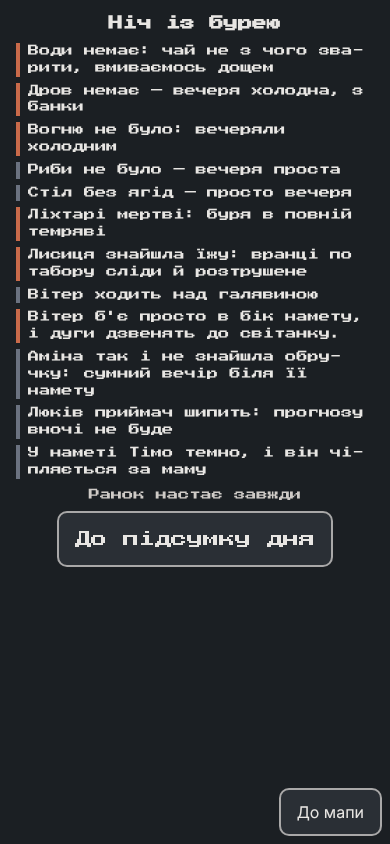 Ніч із бурею
Води немає: чай не з чого зва-
рити, вмиваємось дощем
Дров немає — вечеря холодна, з
банки
Вогню не було: вечеряли
холодним
Риби не було — вечеря проста
Стіл без ягід — просто вечеря
Ліхтарі мертві: буря в повній
темряві
Лисиця знайшла їжу: вранці по
табору сліди й розтрушене
Вітер ходить над галявиною
Вітер б'є просто в бік намету,
і дуги дзвенять до світанку.
Аміна так і не знайшла обру-
чку: сумний вечір біля її
намету
Люків приймач шипить: прогнозу
вночі не буде
У наметі Тімо темно, і він чі-
пляється за маму
Ранок настає завжди
До підсумку дня
До мапи